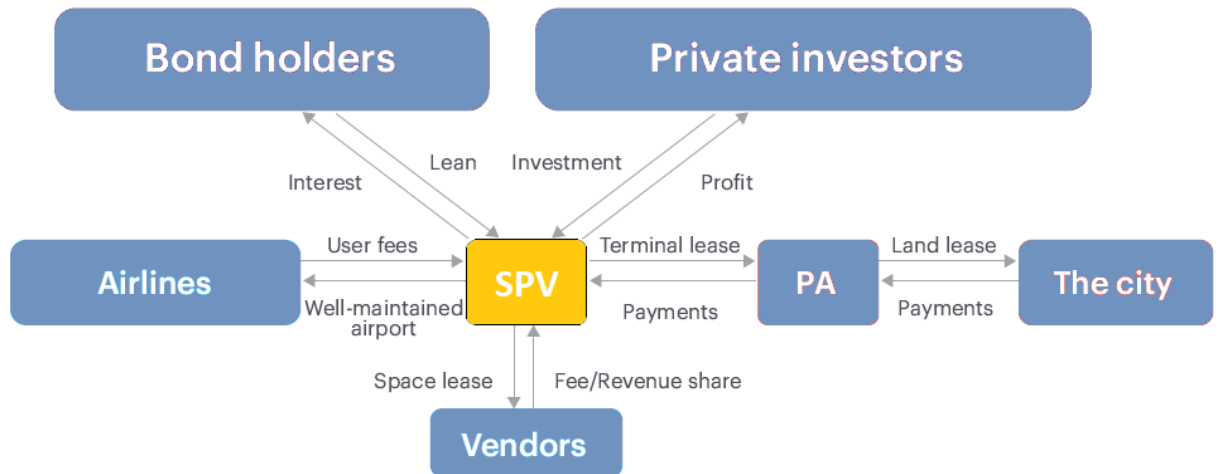 Bond holders
Private investors
Lean
Investment
Interest
Profit
User fees
Terminal lease
Land lease
Airlines
SPV
PA
The city
Well-maintained
airport
Payments
Payments
Space lease
Fee/Revenue share
Vendors